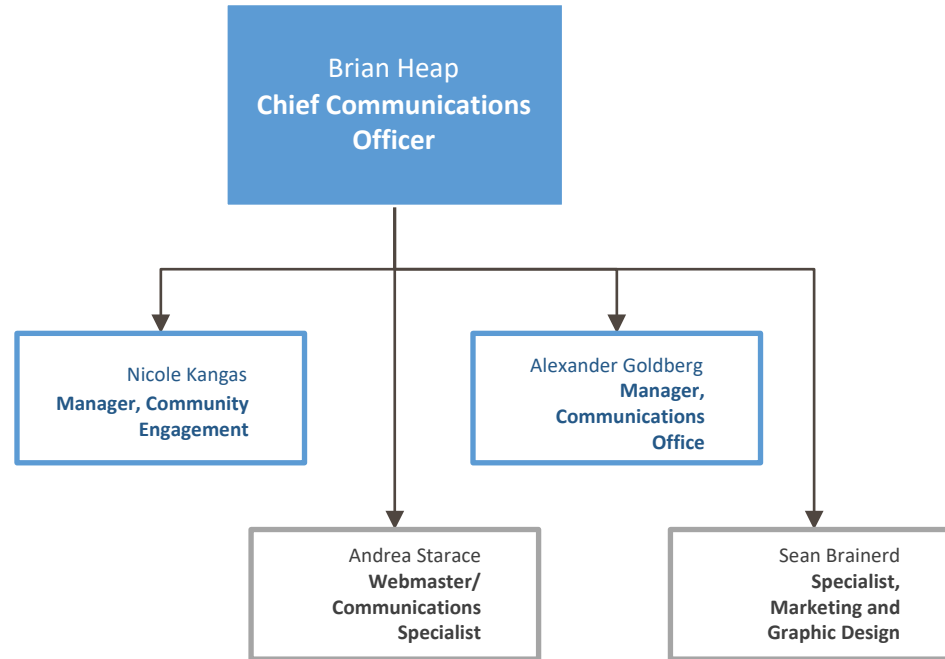 Brian Heap
Chief Communications
Officer
Nicole Kangas
Manager, Community
Engagement
Alexander Goldberg
Manager,
Communications
Office
Andrea Starace
Webmaster/
Communications
Specialist
Sean Brainerd
Specialist,
Marketing and
Graphic Design